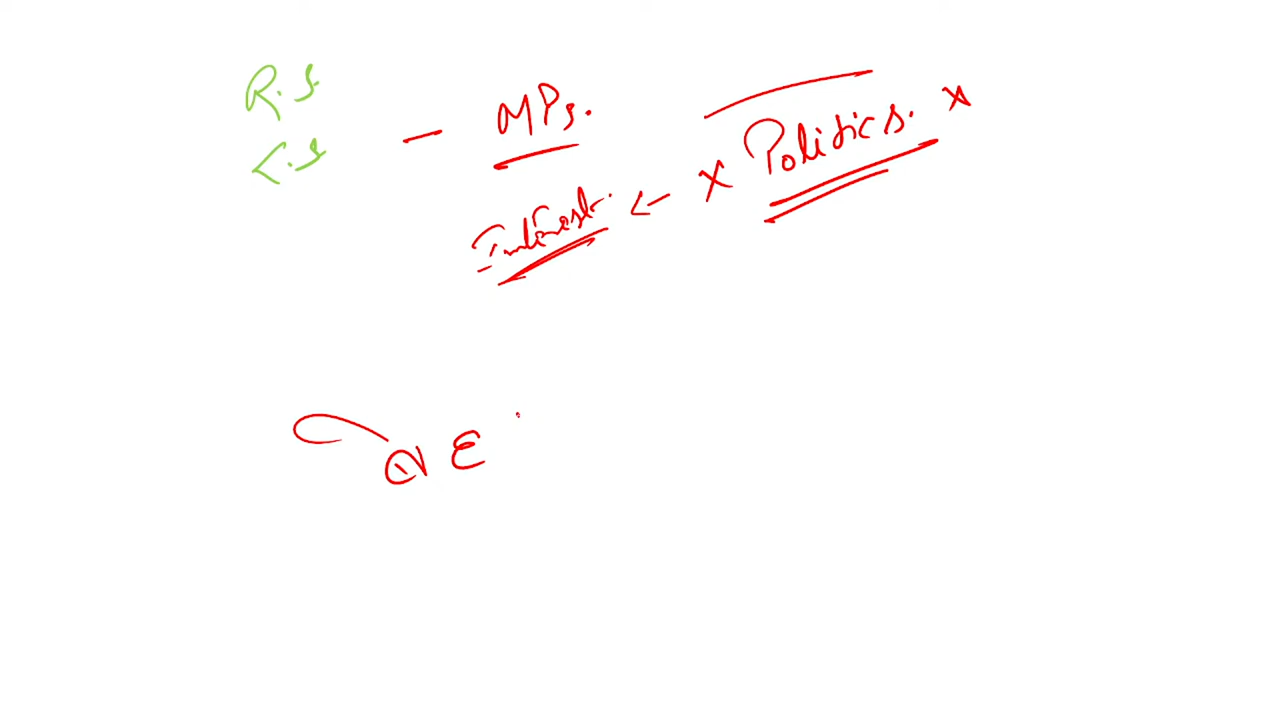 R.S
L.S - MPs.
x Politics. x
Interest. ←
E